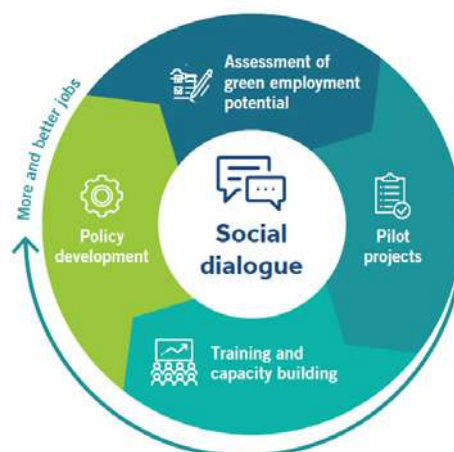 Assessment of
green employment
potential
More and better jobs
Policy
development
Social
dialogue
Pilot
projects
Training and
capacity building